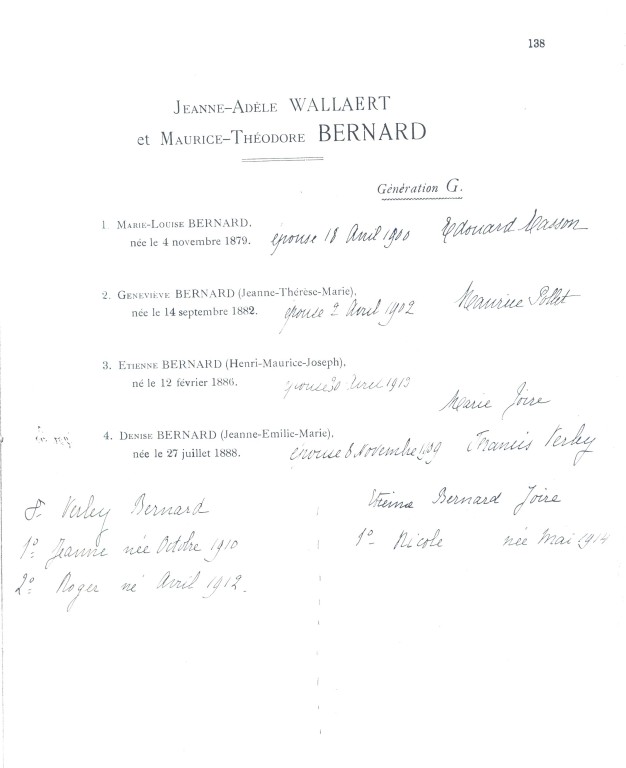 138
JEANNE-ADÈLE WALLAERT
et MAURICE-THÉODORE BERNARD
Génération G.
1. MARIE-LOUISE BERNARD, épouse 18 Avril 1900 Edouard Masson
née le 4 novembre 1879.
2. GENEVIÈVE BERNARD (Jeanne-Thérèse-Marie), Maurice Pollet
née le 14 septembre 1882. épouse 2 Avril 1902
3. ETIENNE BERNARD (Henri-Maurice-Joseph),
né le 12 février 1886. épouse 30 Avril 1913
Marie Joire
4. DENISE BERNARD (Jeanne-Emilie-Marie), Francis Verley
née le 27 juillet 1888. épouse 8 Novembre 1909
F. Verley Bernard
1º: Jeanne née Octobre 1910
2º: Roger né Avril 1912.
Bernard Joire
1º- Nicole née Mai 1914